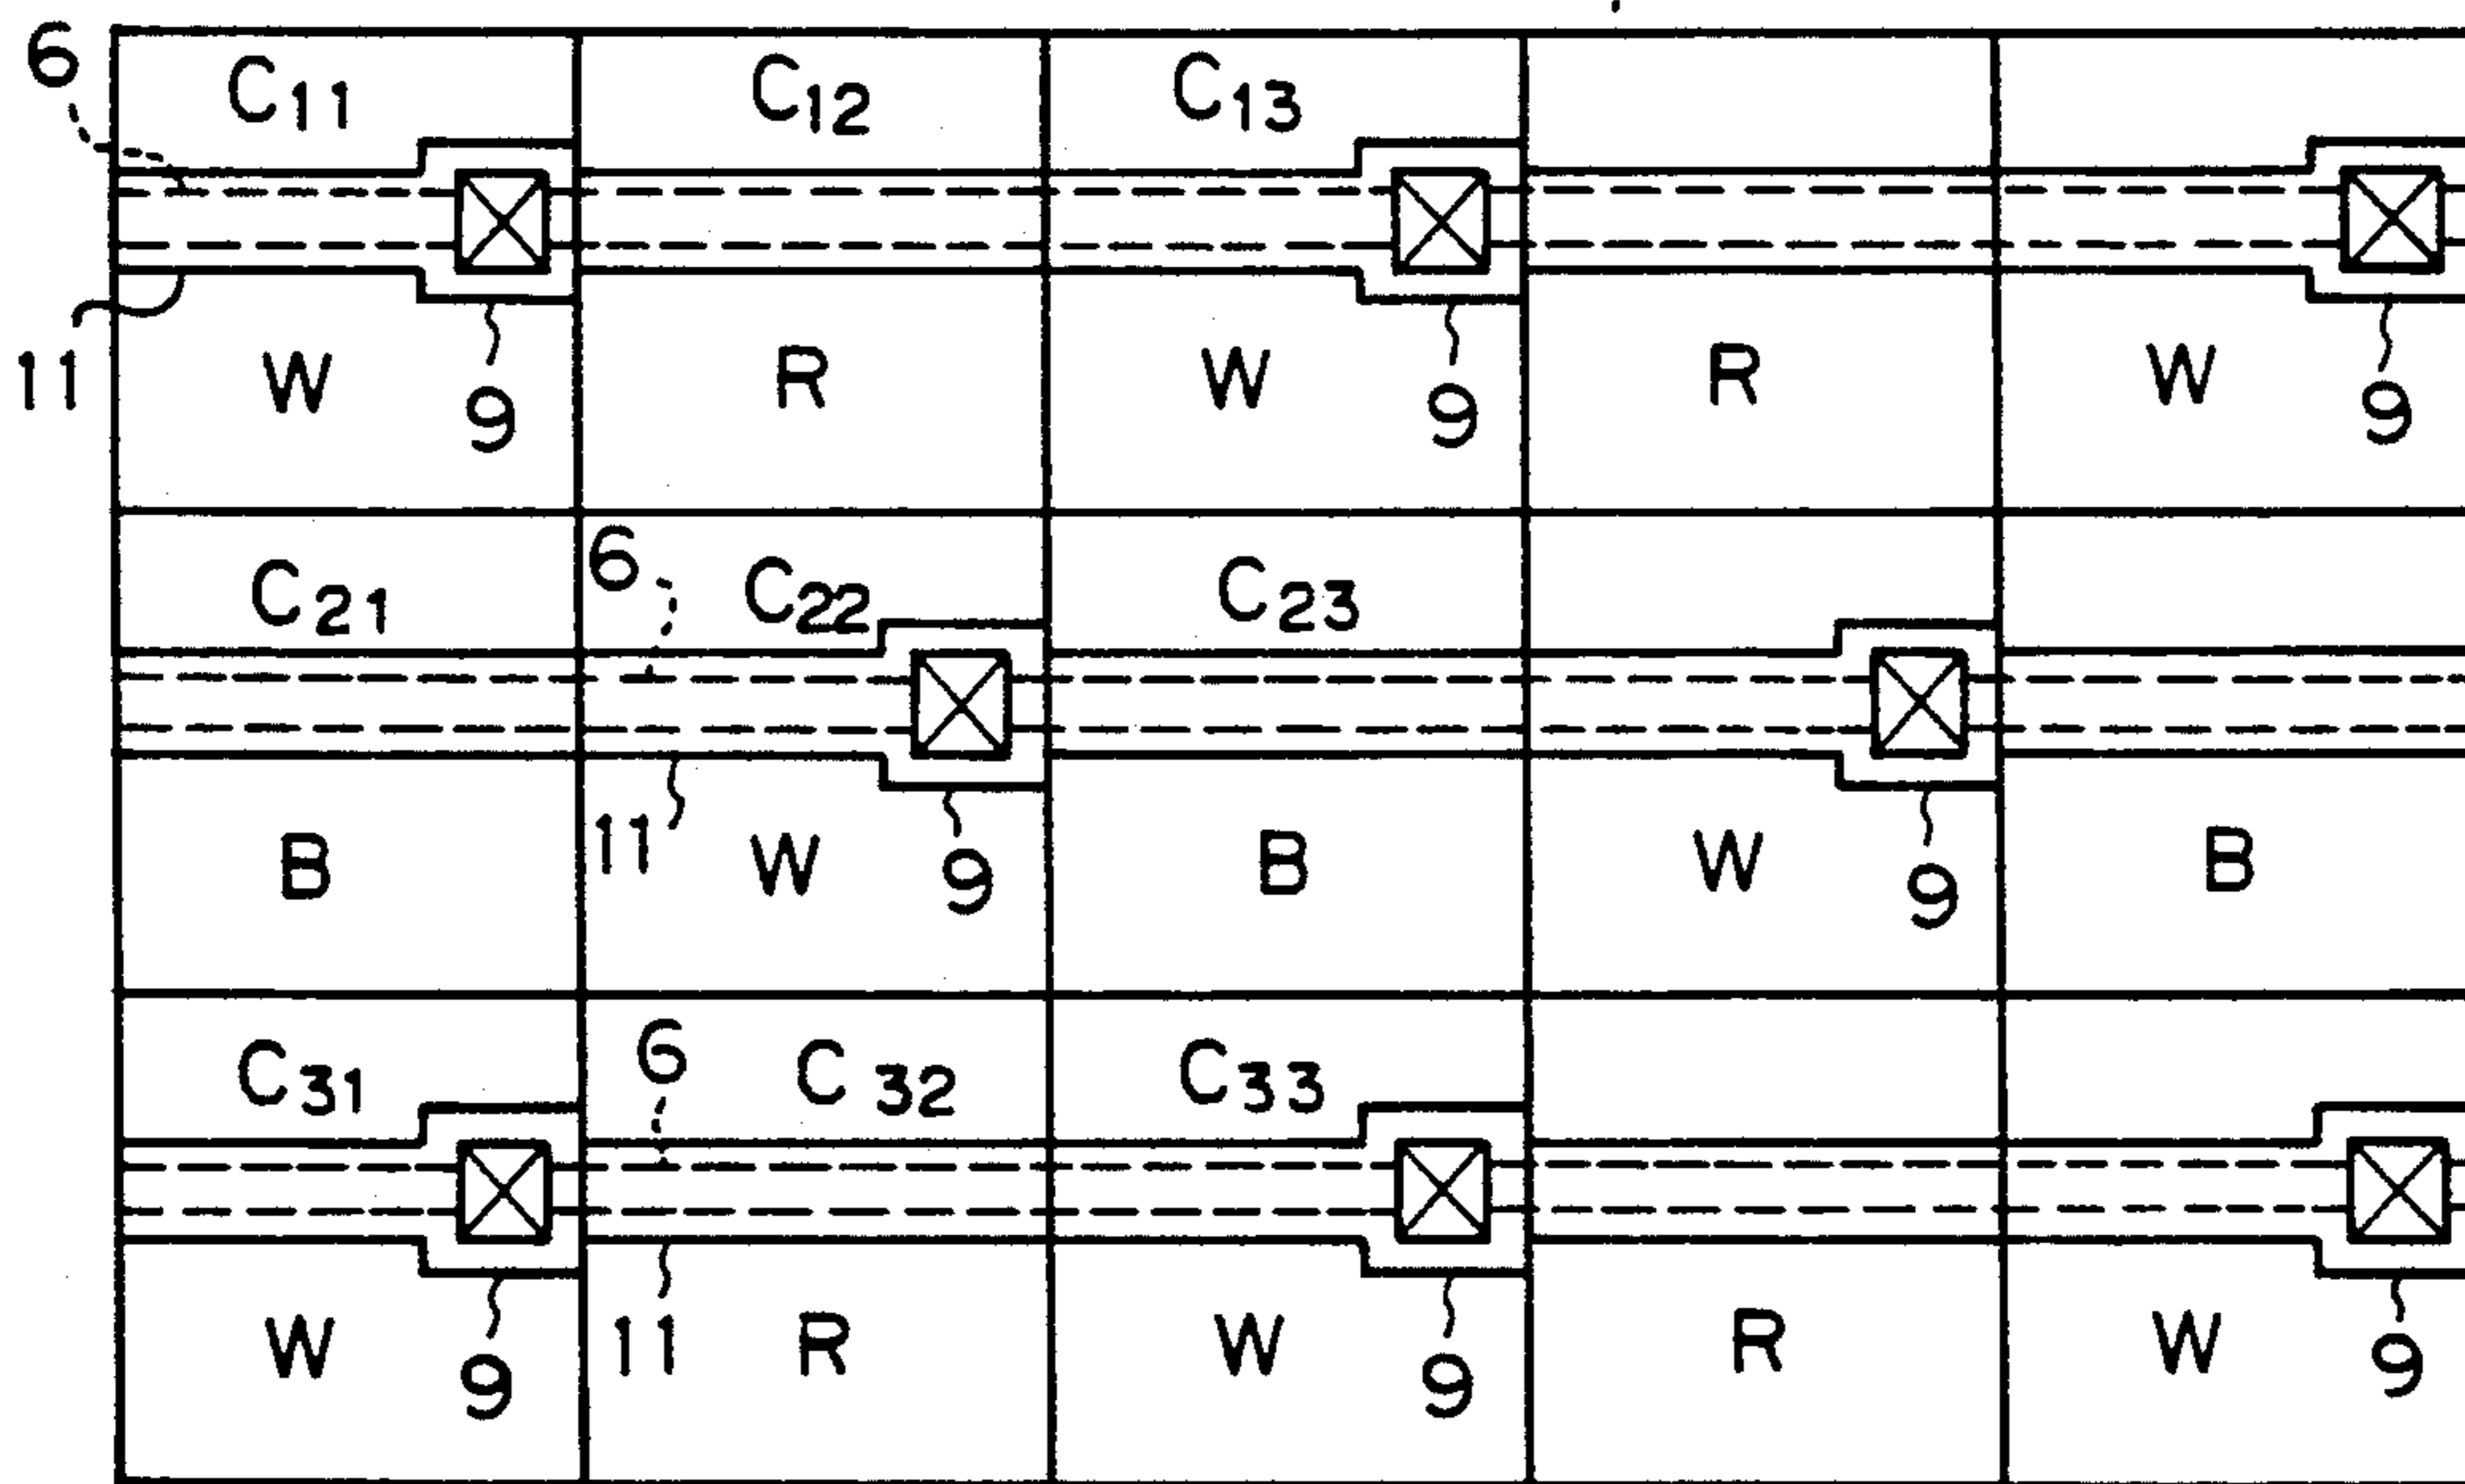 6 C11 C12 C13
11 W 9 R W 9 R W 9
C21 6 C22 C23
B 11 W 9 B W 9 B
C31 6 C32 C33
W 9 11 R W 9 R W 9